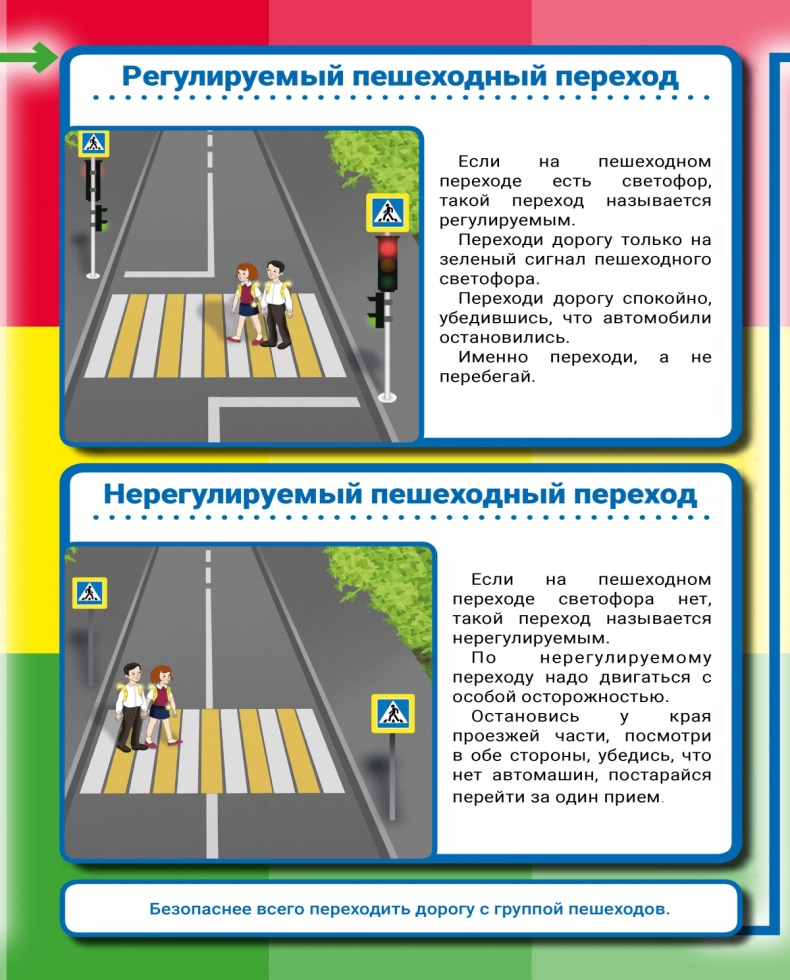 Регулируемый пешеходный переход
Если на пешеходном
переходе есть светофор,
такой переход называется
регулируемым.
Переходи дорогу только на
зеленый сигнал пешеходного
светофора.
Переходи дорогу спокойно,
убедившись, что автомобили
остановились.
Именно переходи, а не
перебегай.
Нерегулируемый пешеходный переход
Если на пешеходном
переходе светофора нет,
такой переход называется
нерегулируемым.
По нерегулируемому
переходу надо двигаться с
особой осторожностью.
Остановись у края
проезжей части, посмотри
в обе стороны, убедись, что
нет автомашин, постарайся
перейти за один прием.
Безопаснее всего переходить дорогу с группой пешеходов.